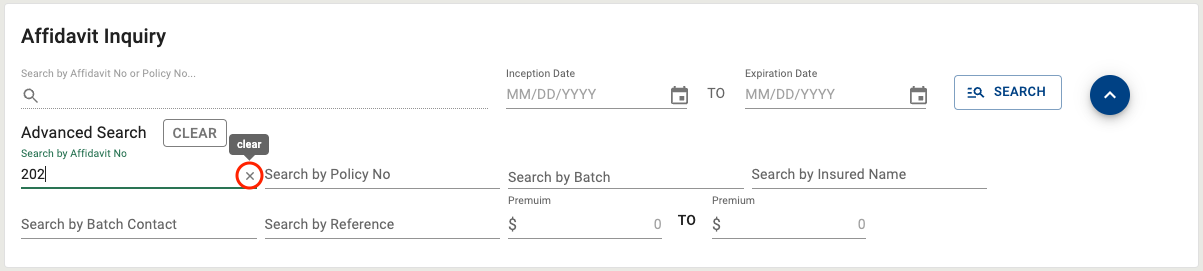 Affidavit Inquiry
Search by Affidavit No or Policy No...
Inception Date
Expiration Date
MM/DD/YYYY
TO
MM/DD/YYYY
SEARCH
Advanced Search
CLEAR
clear
Search by Affidavit No
202
Search by Policy No
Search by Batch
Search by Insured Name
Search by Batch Contact
Search by Reference
Premuim
$ 0
TO
Premium
$ 0